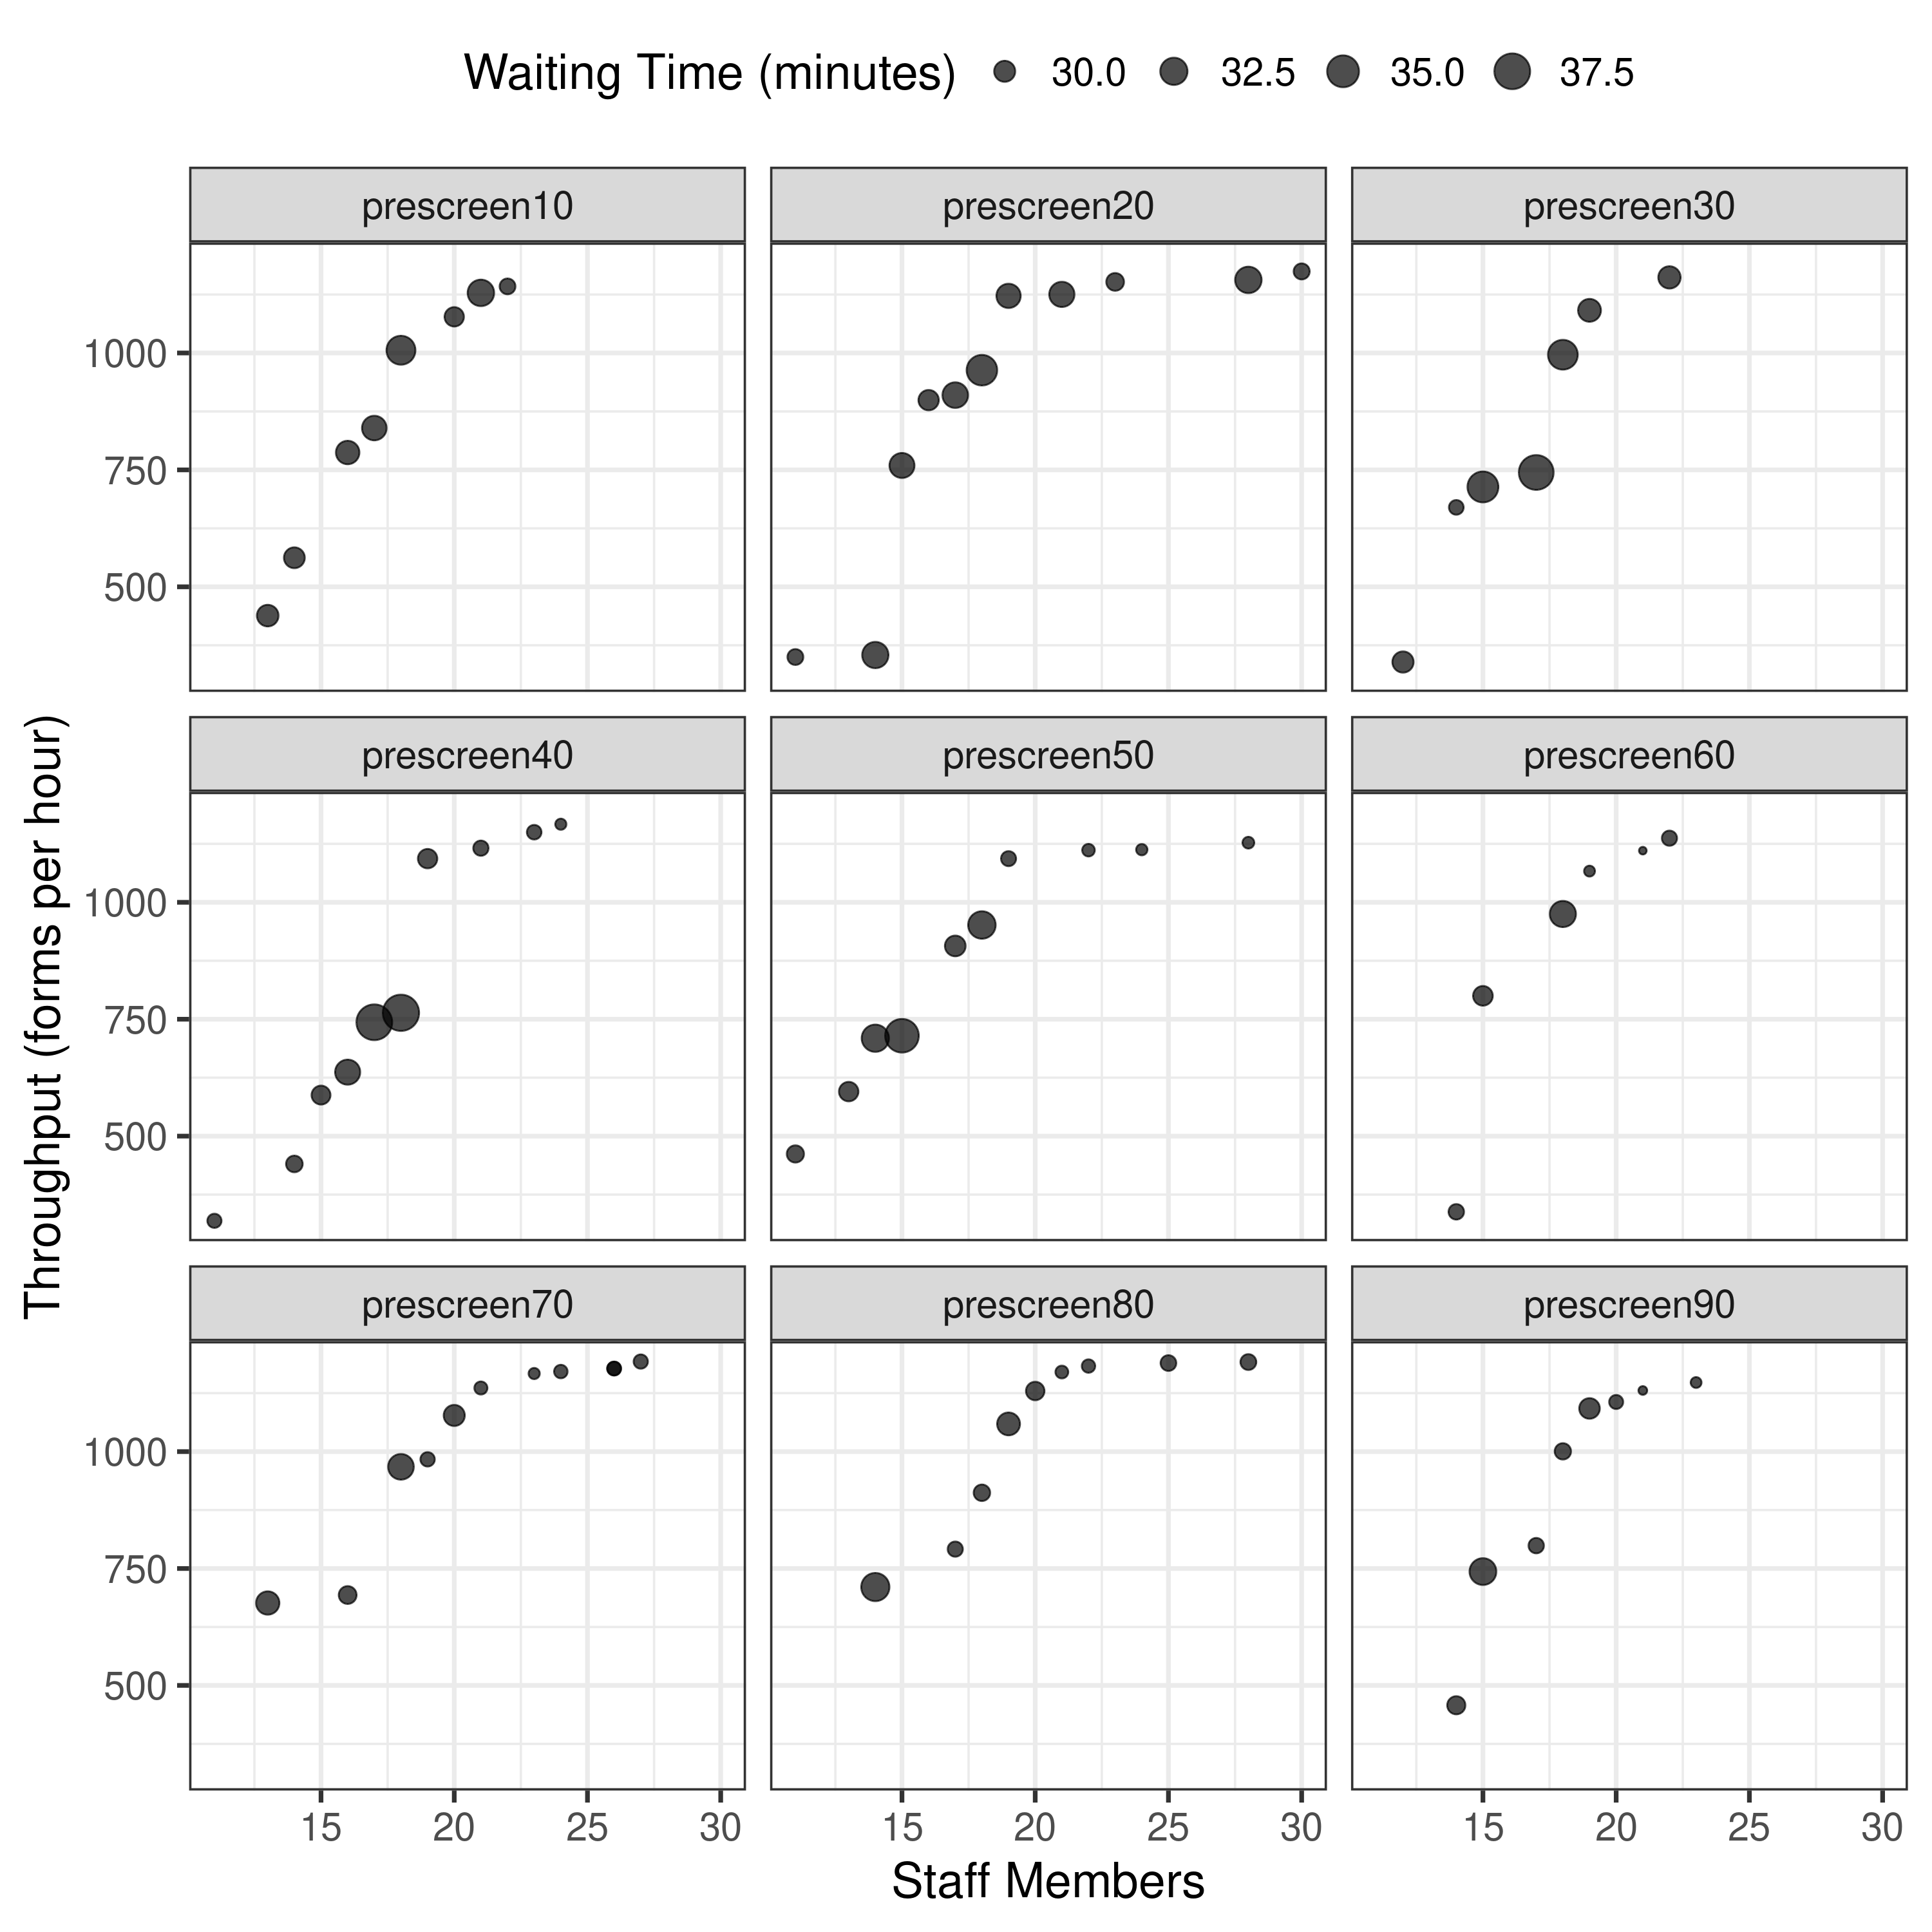 Waiting Time (minutes) 30.0 32.5 35.0 37.5
prescreen10 prescreen20 prescreen30
1000
750
500
prescreen40 prescreen50 prescreen60
1000
750
500
prescreen70 prescreen80 prescreen90
1000
750
500
15 20 25 30 15 20 25 30 15 20 25 30
Staff Members
Throughput (forms per hour)